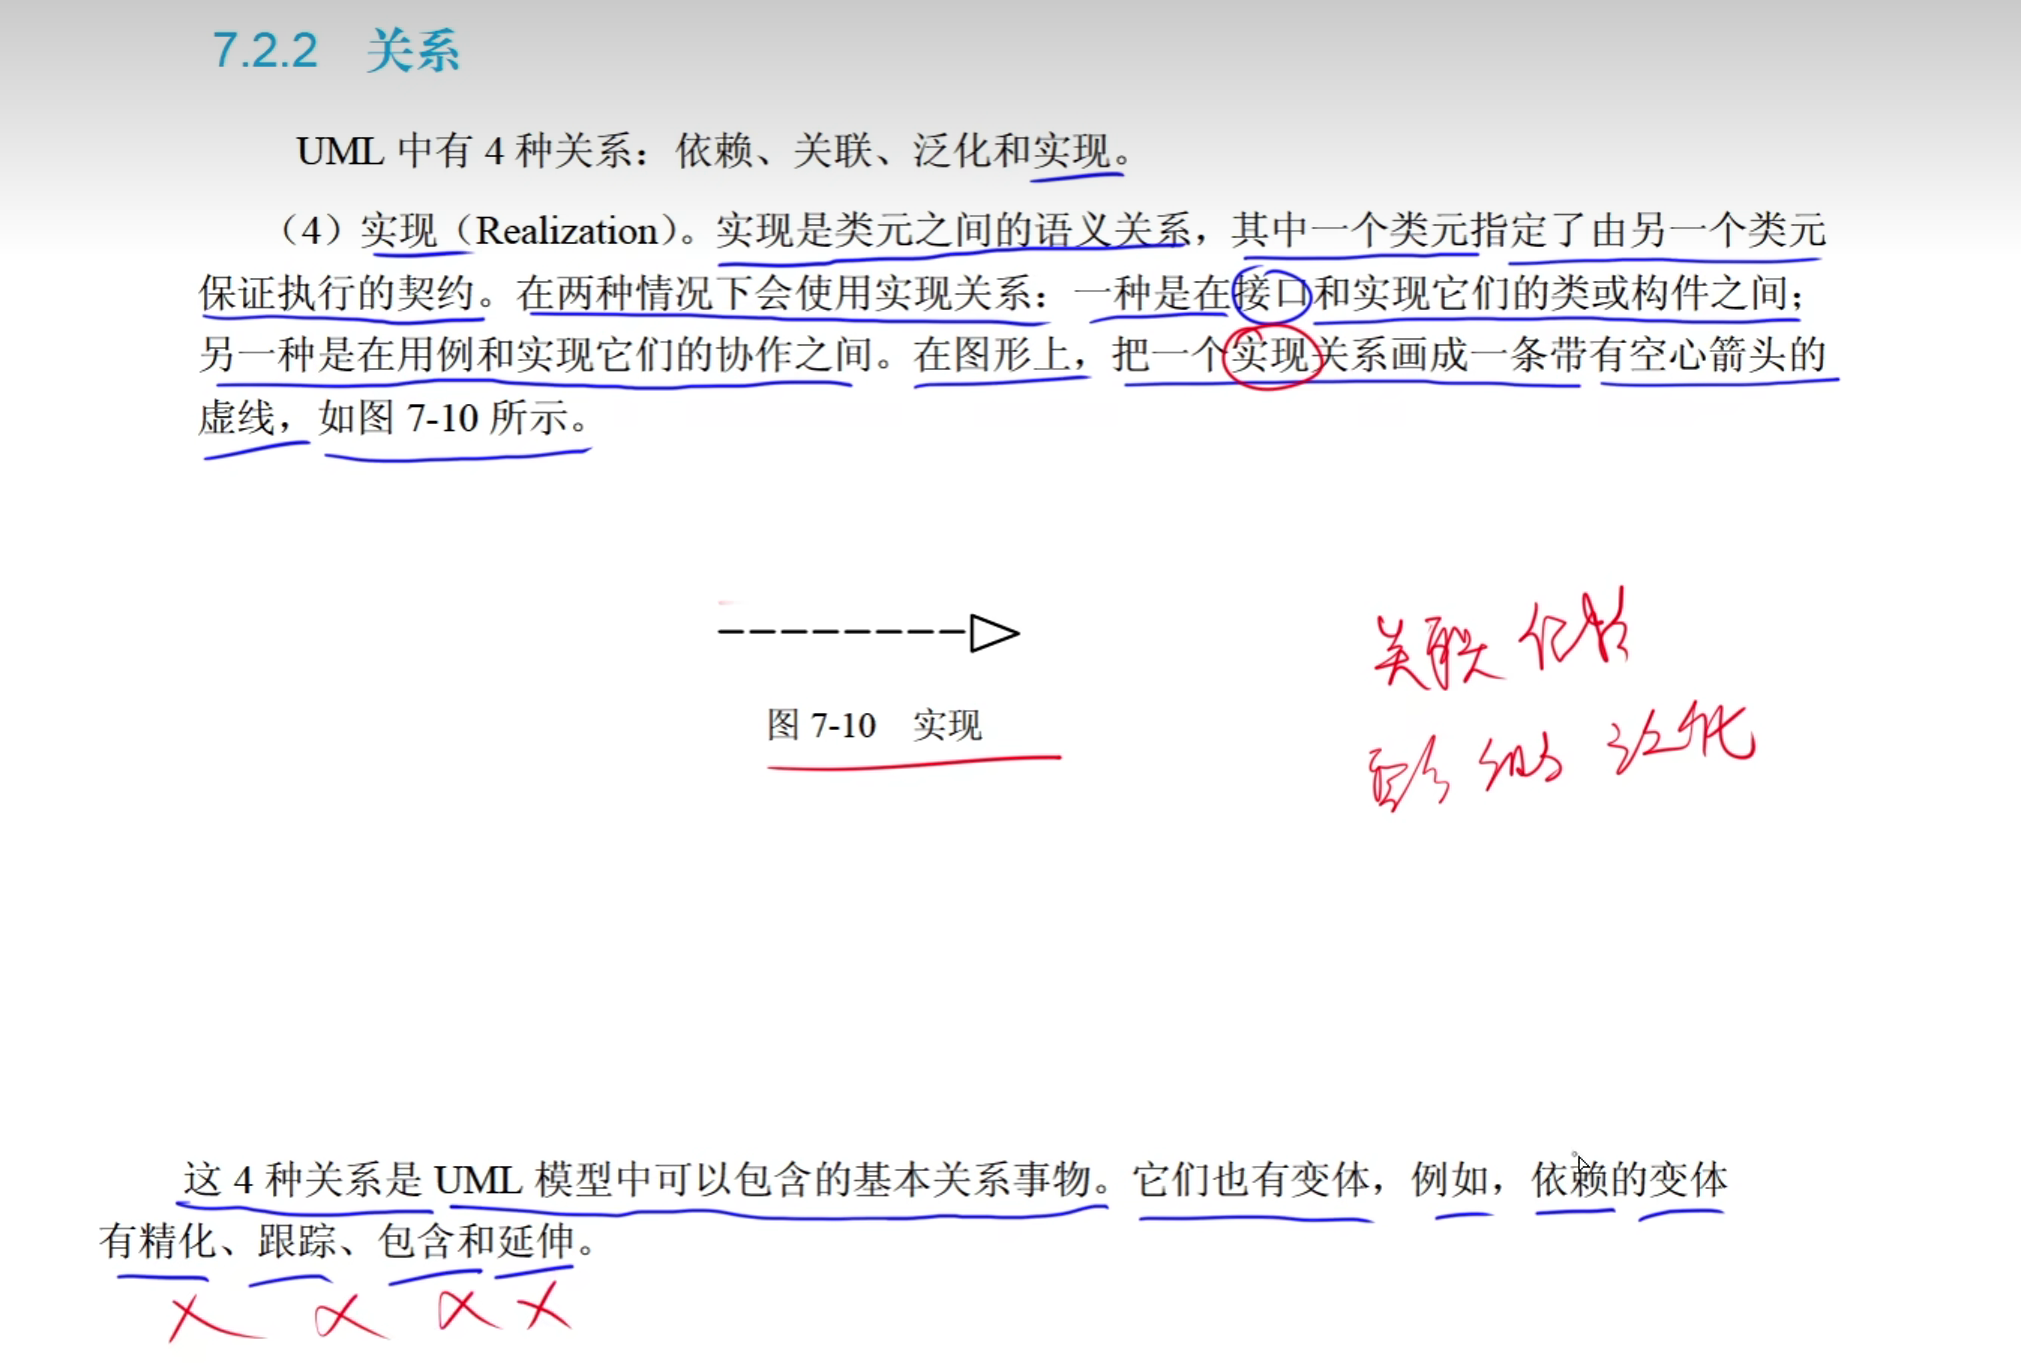 7.2.2 关系
UML 中有 4 种关系：依赖、关联、泛化和实现。
（4）实现（Realization）。实现是类元之间的语义关系，其中一个类元指定了由另一个类元
保证执行的契约。在两种情况下会使用实现关系：一种是在接口和实现它们的类或构件之间；
另一种是在用例和实现它们的协作之间。在图形上，把一个实现关系画成一条带有空心箭头的
虚线，如图 7-10 所示。
关联
图 7-10 实现
泛化
这 4 种关系是 UML 模型中可以包含的基本关系事物。它们也有变体，例如，依赖的变体
有精化、跟踪、包含和延伸。